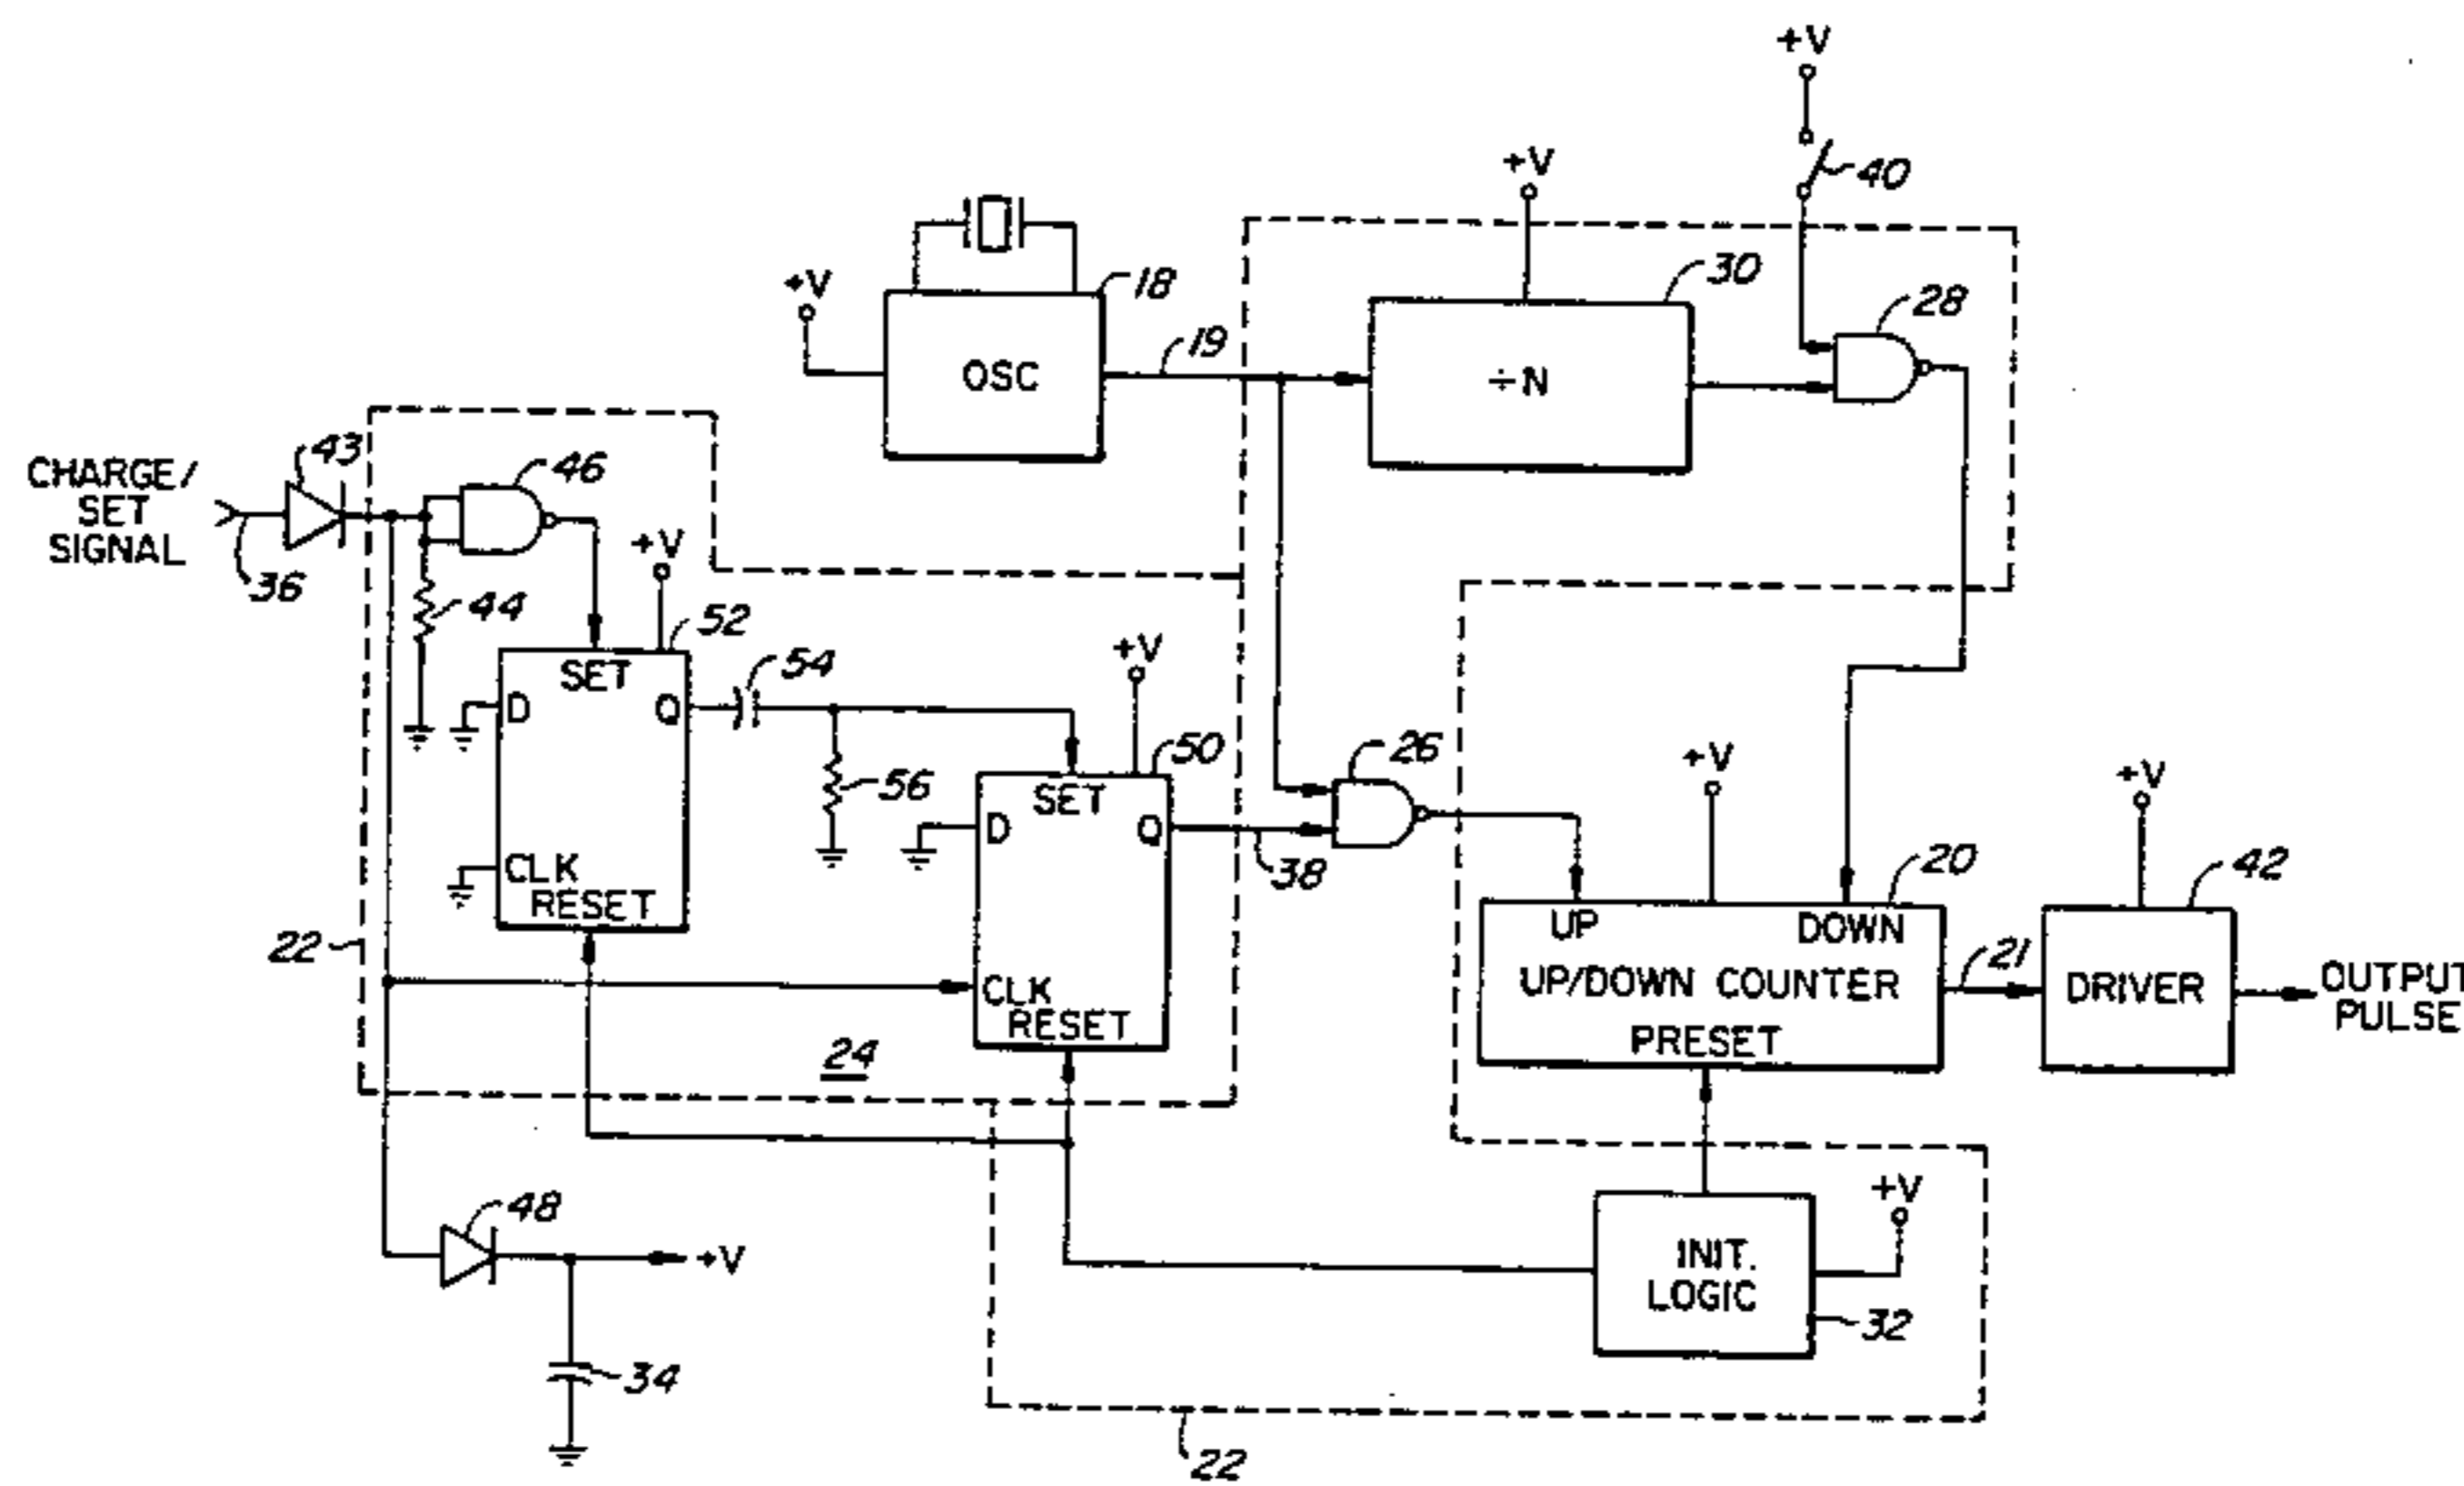 +V
40
+V
30
28
+V
18
OSC
19
÷N
CHARGE/
SET
SIGNAL
36
43
46
44
+V
52
SET
D
Q
CLK
RESET
54
56
+V
50
SET
D
Q
CLK
RESET
24
22
38
26
+V
20
UP
DOWN
UP/DOWN COUNTER
PRESET
21
+V
42
DRIVER
OUTPUT
PULSE
48
+V
34
INIT.
LOGIC
+V
32
22